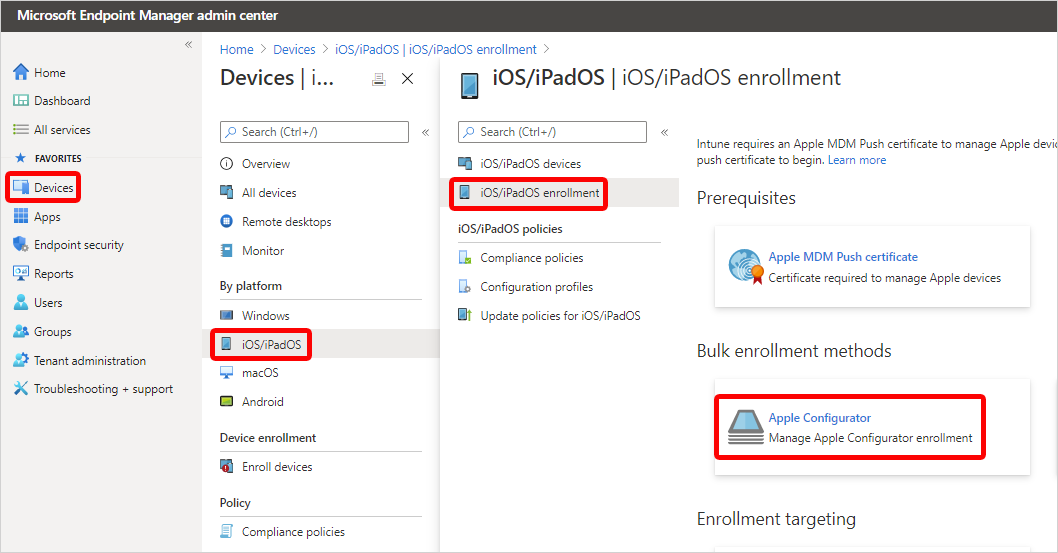 Microsoft Endpoint Manager admin center
«
Home
Dashboard
All services
FAVORITES
Devices
Apps
Endpoint security
Reports
Users
Groups
Tenant administration
Troubleshooting + support
Home > Devices > iOS/iPadOS | iOS/iPadOS enrollment >
Devices | i...
Search (Ctrl+/) «
Overview
All devices
Remote desktops
Monitor
By platform
Windows
iOS/iPadOS
macOS
Android
Device enrollment
Enroll devices
Policy
Compliance policies
iOS/iPadOS | iOS/iPadOS enrollment
Search (Ctrl+/) «
iOS/iPadOS devices
iOS/iPadOS enrollment
iOS/iPadOS policies
Compliance policies
Configuration profiles
Update policies for iOS/iPadOS
Intune requires an Apple MDM Push certificate to manage Apple devic
push certificate to begin. Learn more
Prerequisites
Apple MDM Push certificate
Certificate required to manage Apple devices
Bulk enrollment methods
Apple Configurator
Manage Apple Configurator enrollment
Enrollment targeting